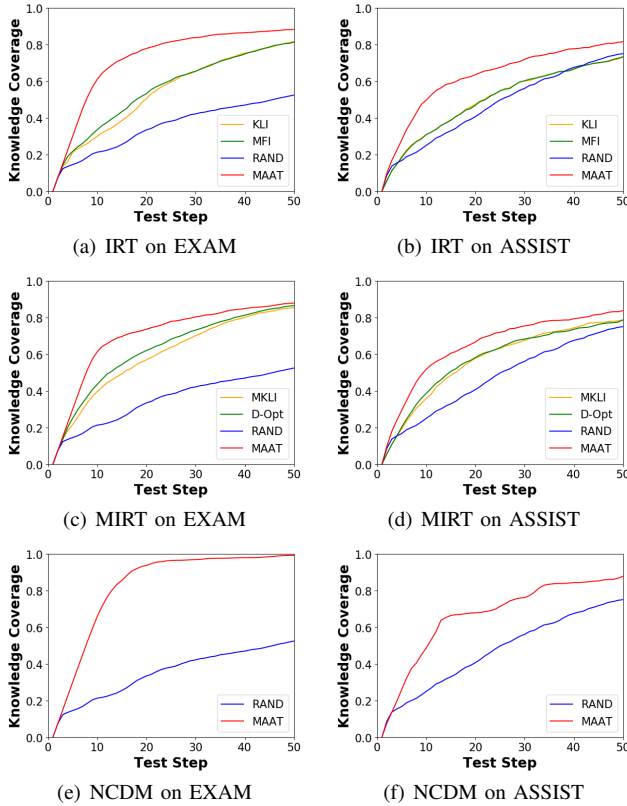 1.0
0.8
0.6
0.4
0.2
0.0
Knowledge Coverage
KLI
MFI
RAND
MAAT
0 10 20 30 40 50
Test Step
(a) IRT on EXAM
1.0
0.8
0.6
0.4
0.2
0.0
Knowledge Coverage
KLI
MFI
RAND
MAAT
0 10 20 30 40 50
Test Step
(b) IRT on ASSIST
1.0
0.8
0.6
0.4
0.2
0.0
Knowledge Coverage
MKLI
D-Opt
RAND
MAAT
0 10 20 30 40 50
Test Step
(c) MIRT on EXAM
1.0
0.8
0.6
0.4
0.2
0.0
Knowledge Coverage
MKLI
D-Opt
RAND
MAAT
0 10 20 30 40 50
Test Step
(d) MIRT on ASSIST
1.0
0.8
0.6
0.4
0.2
0.0
Knowledge Coverage
RAND
MAAT
0 10 20 30 40 50
Test Step
(e) NCDM on EXAM
1.0
0.8
0.6
0.4
0.2
0.0
Knowledge Coverage
RAND
MAAT
0 10 20 30 40 50
Test Step
(f) NCDM on ASSIST